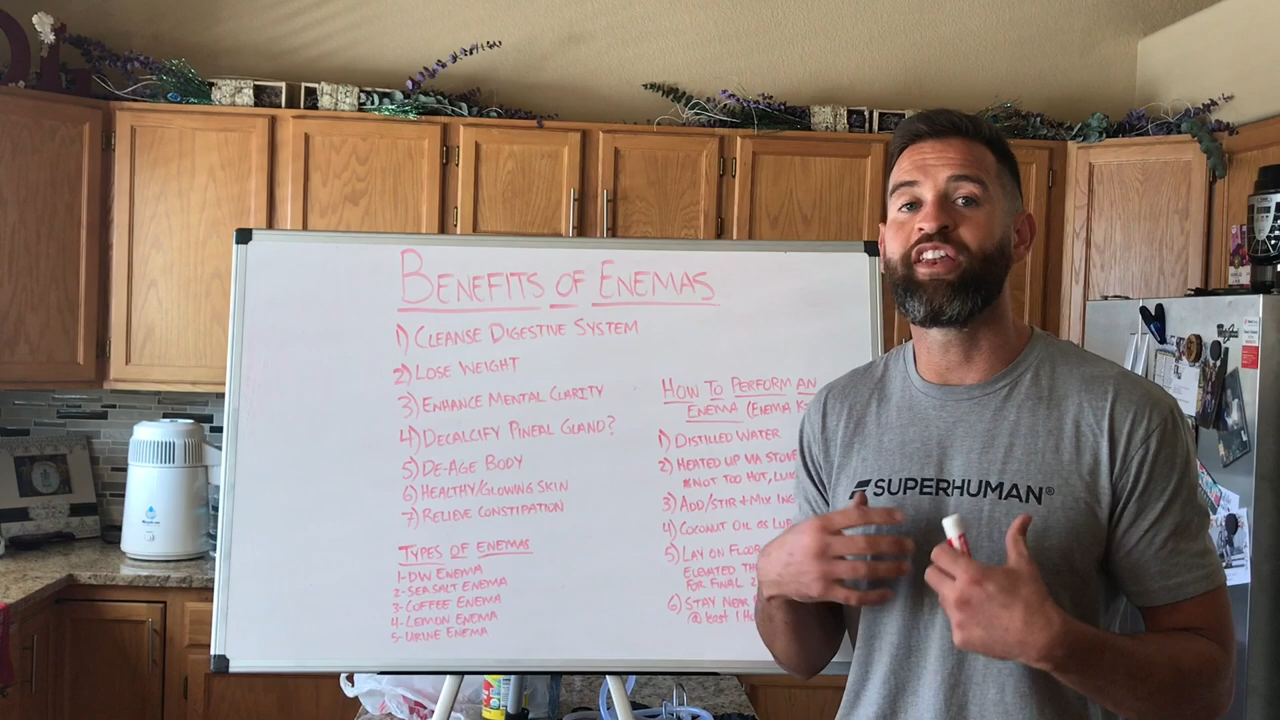 BENEFITS OF ENEMAS
1) CLEANSE DIGESTIVE SYSTEM
2) LOSE WEIGHT
3) ENHANCE MENTAL CLARITY
4) DECALCIFY PINEAL GLAND?
5) DE-AGE BODY
6) HEALTHY/GLOWING SKIN
7) RELIEVE CONSTIPATION
TYPES OF ENEMAS
1-DW ENEMA
2-SEA SALT ENEMA
3-COFFEE ENEMA
4-LEMON ENEMA
5-URINE ENEMA
HOW TO PERFORM AN
ENEMA (ENEMA
1) DISTILLED WATER
2) HEATED UP VIA STOVE
NOT TOO HOT,
3) ADD/STIR + MIX
4) COCONUT OIL as
5) LAY ON FLOOR
ELEVATED
FOR FINAL
6) STAY NEAR
@ least 1
SUPERHUMAN®